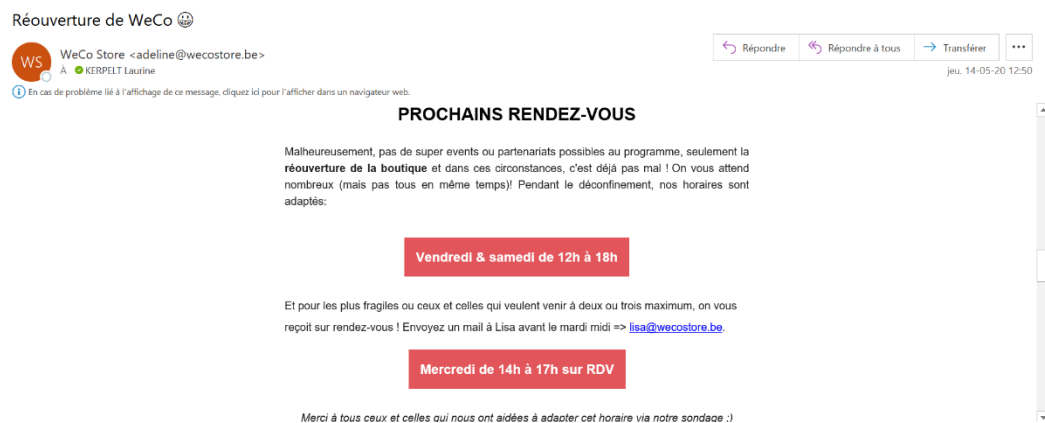 Réouverture de WeCo 😀
WS
WeCo Store <adeline@wecostore.be>
À KERPELT Laurine
Répondre
Répondre à tous
Transférer
...
jeu. 14-05-20 12:50
En cas de problème lié à l'affichage de ce message, cliquez ici pour l'afficher dans un navigateur web.
PROCHAINS RENDEZ-VOUS
Malheureusement, pas de super events ou partenariats possibles au programme, seulement la
réouverture de la boutique et dans ces circonstances, c'est déjà pas mal ! On vous attend
nombreux (mais pas tous en même temps)! Pendant le déconfinement, nos horaires sont
adaptés:
Vendredi & samedi de 12h à 18h
Et pour les plus fragiles ou ceux et celles qui veulent venir à deux ou trois maximum, on vous
reçoit sur rendez-vous ! Envoyez un mail à Lisa avant le mardi midi => lisa@wecostore.be.
Mercredi de 14h à 17h sur RDV
Merci à tous ceux et celles qui nous ont aidées à adapter cet horaire via notre sondage ;)